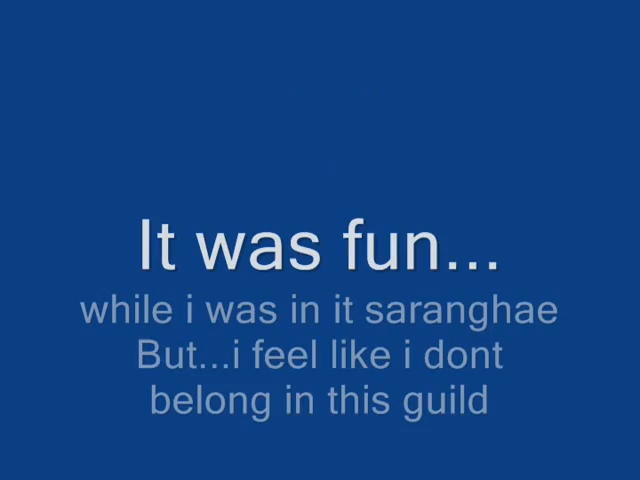 It was fun...
while i was in it saranghae
But...i feel like i dont
belong in this guild